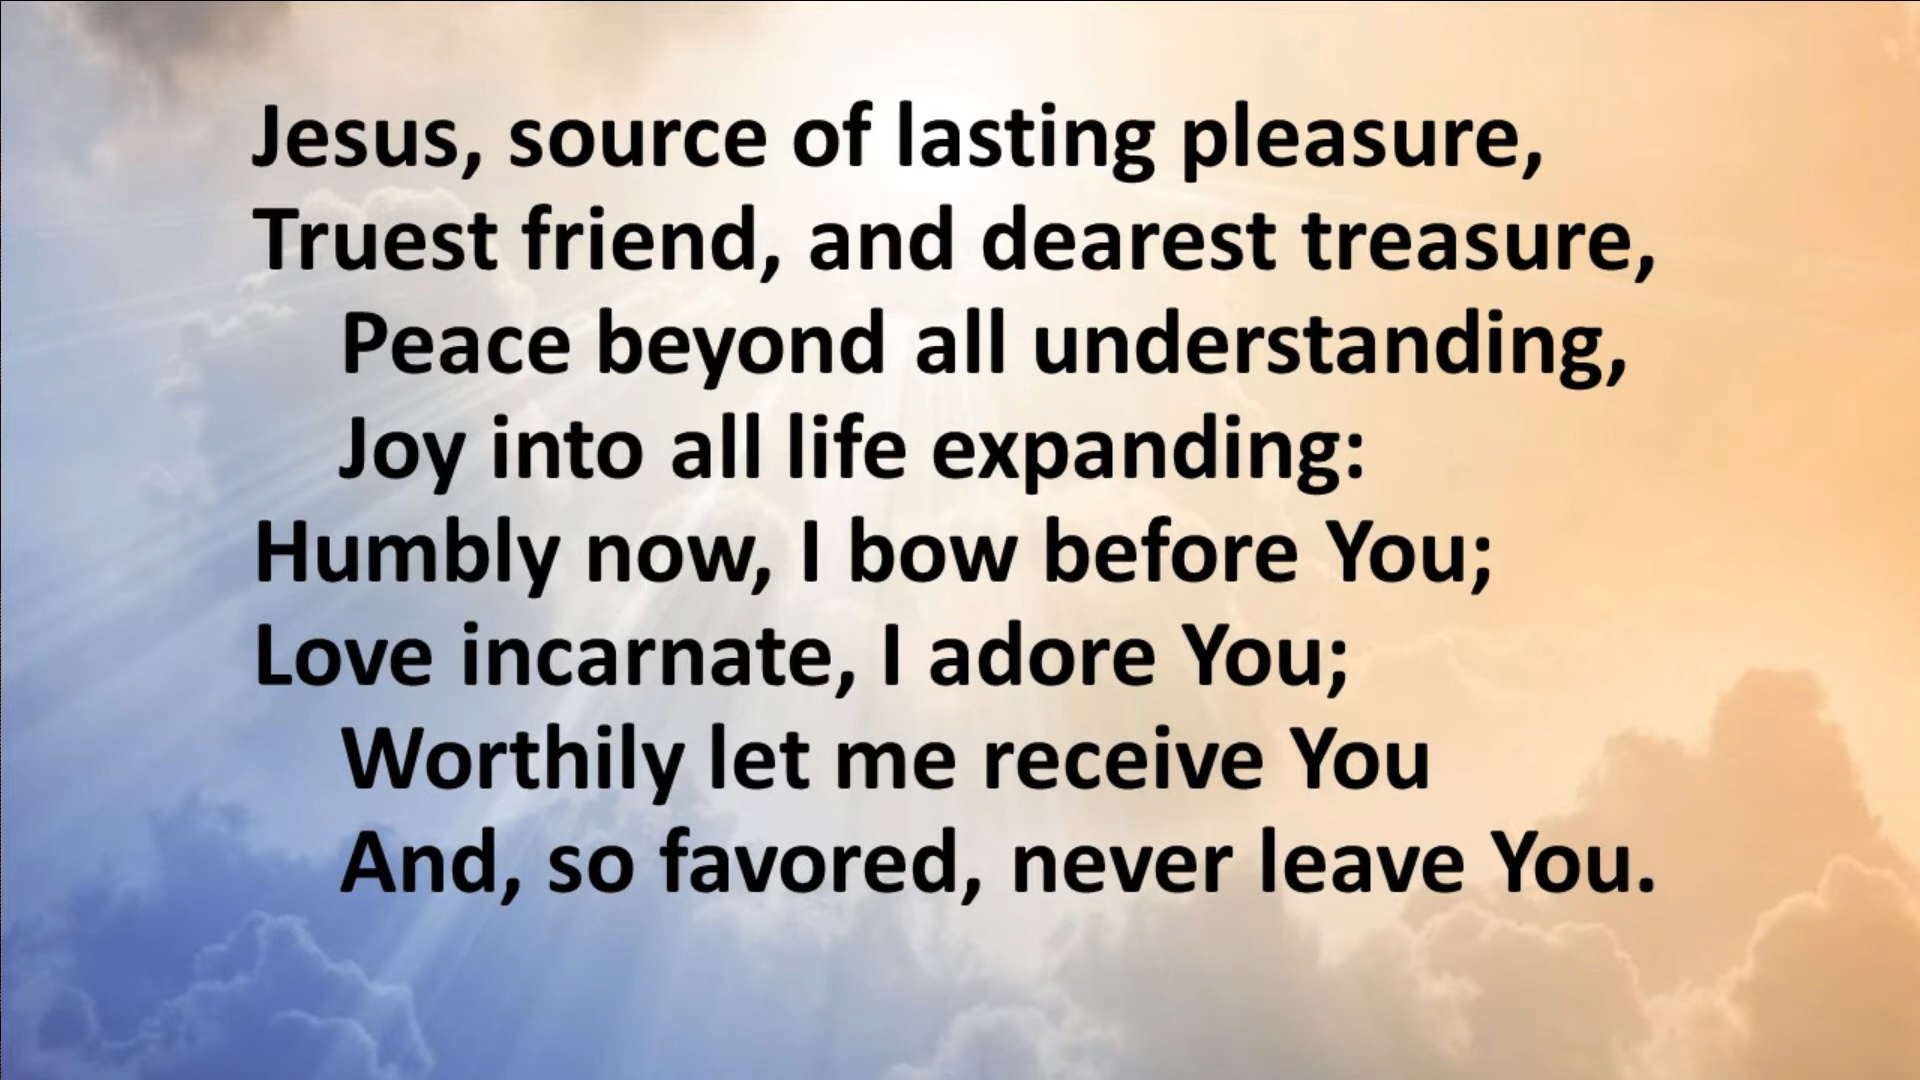 Jesus, source of lasting pleasure,
Truest friend, and dearest treasure,
Peace beyond all understanding,
Joy into all life expanding:
Humbly now, I bow before You;
Love incarnate, I adore You;
Worthily let me receive You
And, so favored, never leave You.